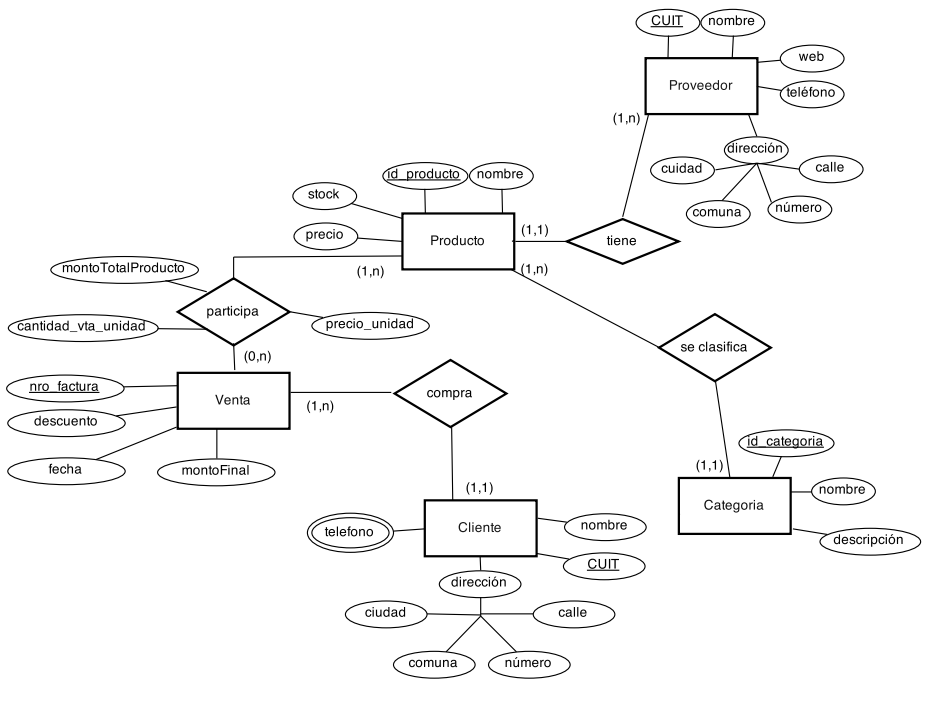 CUIT
nombre
web
Proveedor
teléfono
(1,n)
dirección
cuidad
calle
comuna
número
id_producto
nombre
stock
precio
Producto
(1,1)
tiene
(1,n)
(1,n)
montoTotalProducto
participa
cantidad_vta_unidad
precio_unidad
(0,n)
se clasifica
nro_factura
Venta
(1,n)
compra
descuento
fecha
montoFinal
id_categoria
(1,1)
nombre
Categoria
descripción
(1,1)
telefono
Cliente
nombre
CUIT
dirección
ciudad
calle
comuna
número